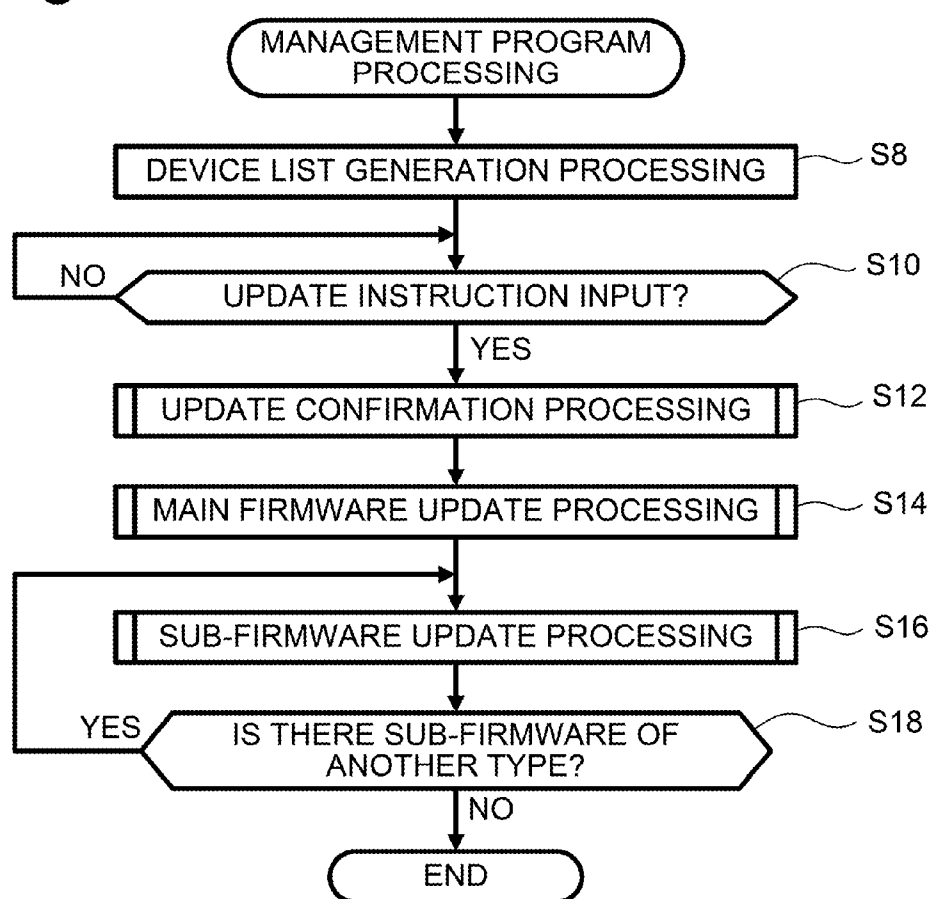 MANAGEMENT PROGRAM
PROCESSING
DEVICE LIST GENERATION PROCESSING
S8
NO
UPDATE INSTRUCTION INPUT?
S10
YES
UPDATE CONFIRMATION PROCESSING
S12
MAIN FIRMWARE UPDATE PROCESSING
S14
SUB-FIRMWARE UPDATE PROCESSING
S16
YES
IS THERE SUB-FIRMWARE OF
ANOTHER TYPE?
S18
NO
END